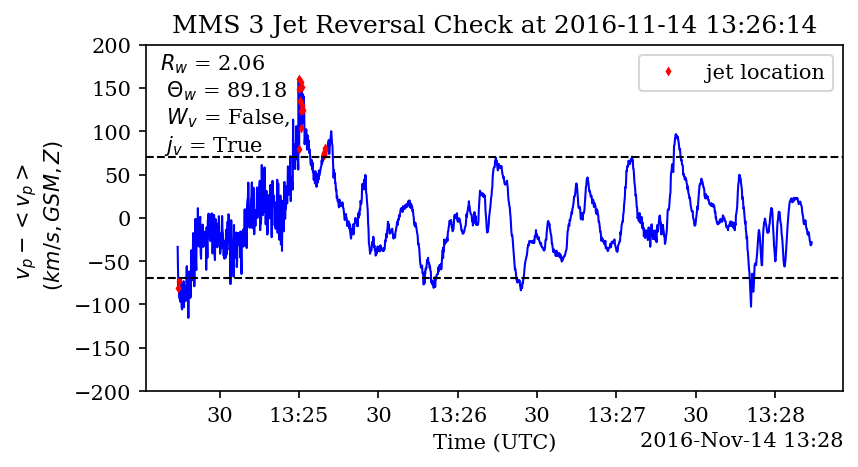 MMS 3 Jet Reversal Check at 2016-11-14 13:26:14
R_w = 2.06
Θ_w = 89.18
W_v = False,
j_v = True
jet location
v_p − < v_p >
(km/s, GSM, Z)
200
150
100
50
0
−50
−100
−150
−200
30 13:25 30 13:26 30 13:27 30 13:28
Time (UTC)
2016-Nov-14 13:28